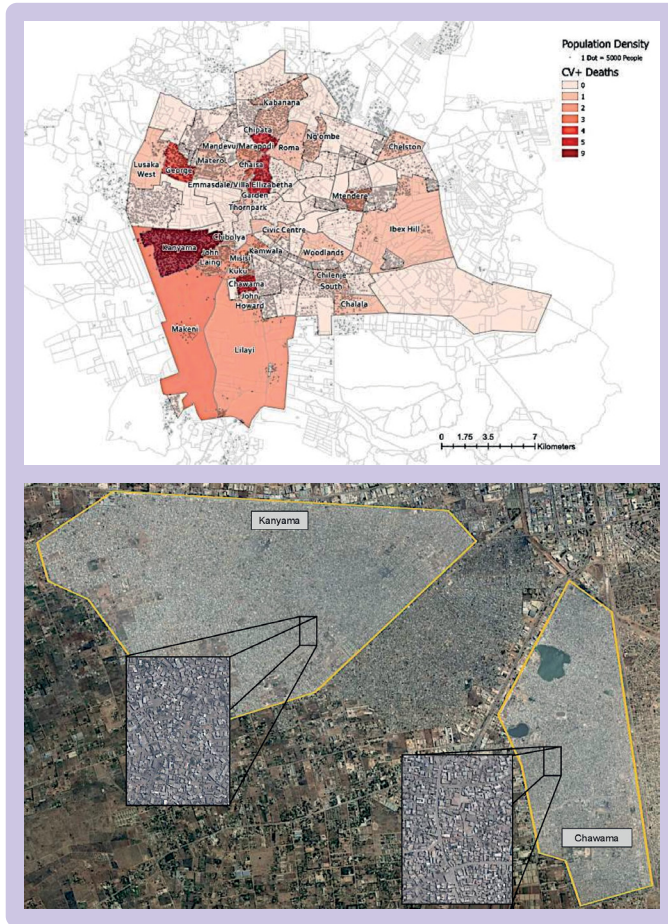 Population Density
1 Dot = 5000 People
CV+ Deaths
0
1
2
3
4
5
9
Kabanana
Chipata
Ng'ombe
Mandevu/Marapodi
Roma
Chelston
Matero
Chaisa
Lusaka
West
George
Emmasdale/Villa Elizabetha
Garden
Mtendere
Thornpark
Civic Centre
Ibex Hill
Chibolya
Kanyama
Kamwala
John
Laing
Misisi
Woodlands
Kuku
Chilenje
South
Chawama
John
Howard
Chalala
Makeni
Lilayi
0 1.75 3.5 7
Kilometers
Kanyama
Chawama